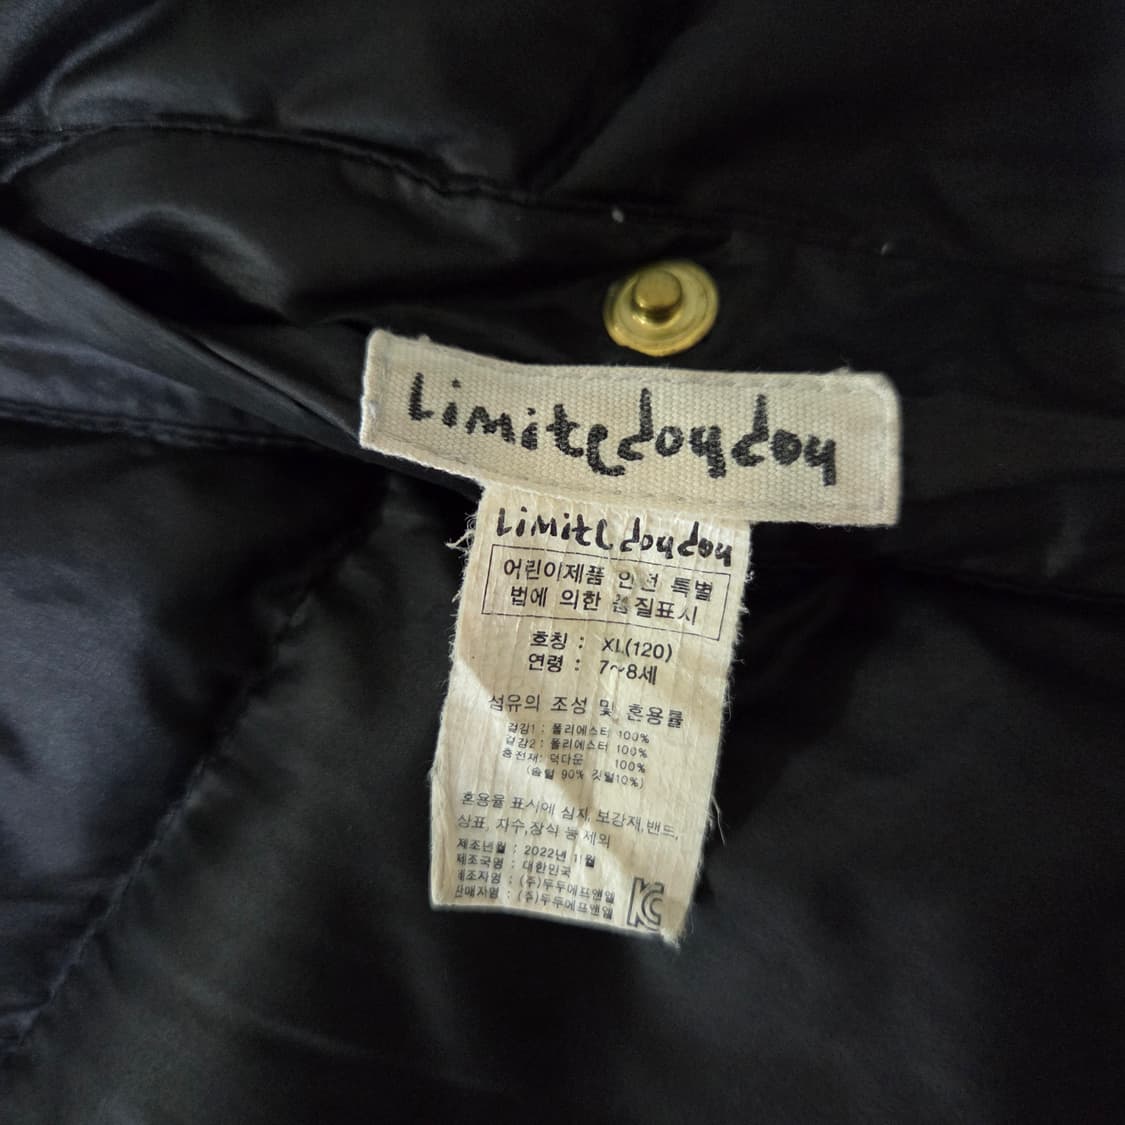 Limitedoudou
Limitedoudou
어린이제품 안전 특별
법에 의한 품질표시
호칭 : XL(120)
연령 : 7~8세
섬유의 조성 및 혼용률
겉감1 : 폴리에스터 100%
겉감2 : 폴리에스터 100%
충전재: 덕다운 100%
(솜털 90% 깃털10%)
혼용율 표시에 심지, 보강재,밴드,
상표, 자수,장식 등 제외
제조년월 : 2022년 11월
제조국명 : 대한민국
제조자명 : (주)두두에프앤엘
판매자명 : (주)두두에프앤엘
KC